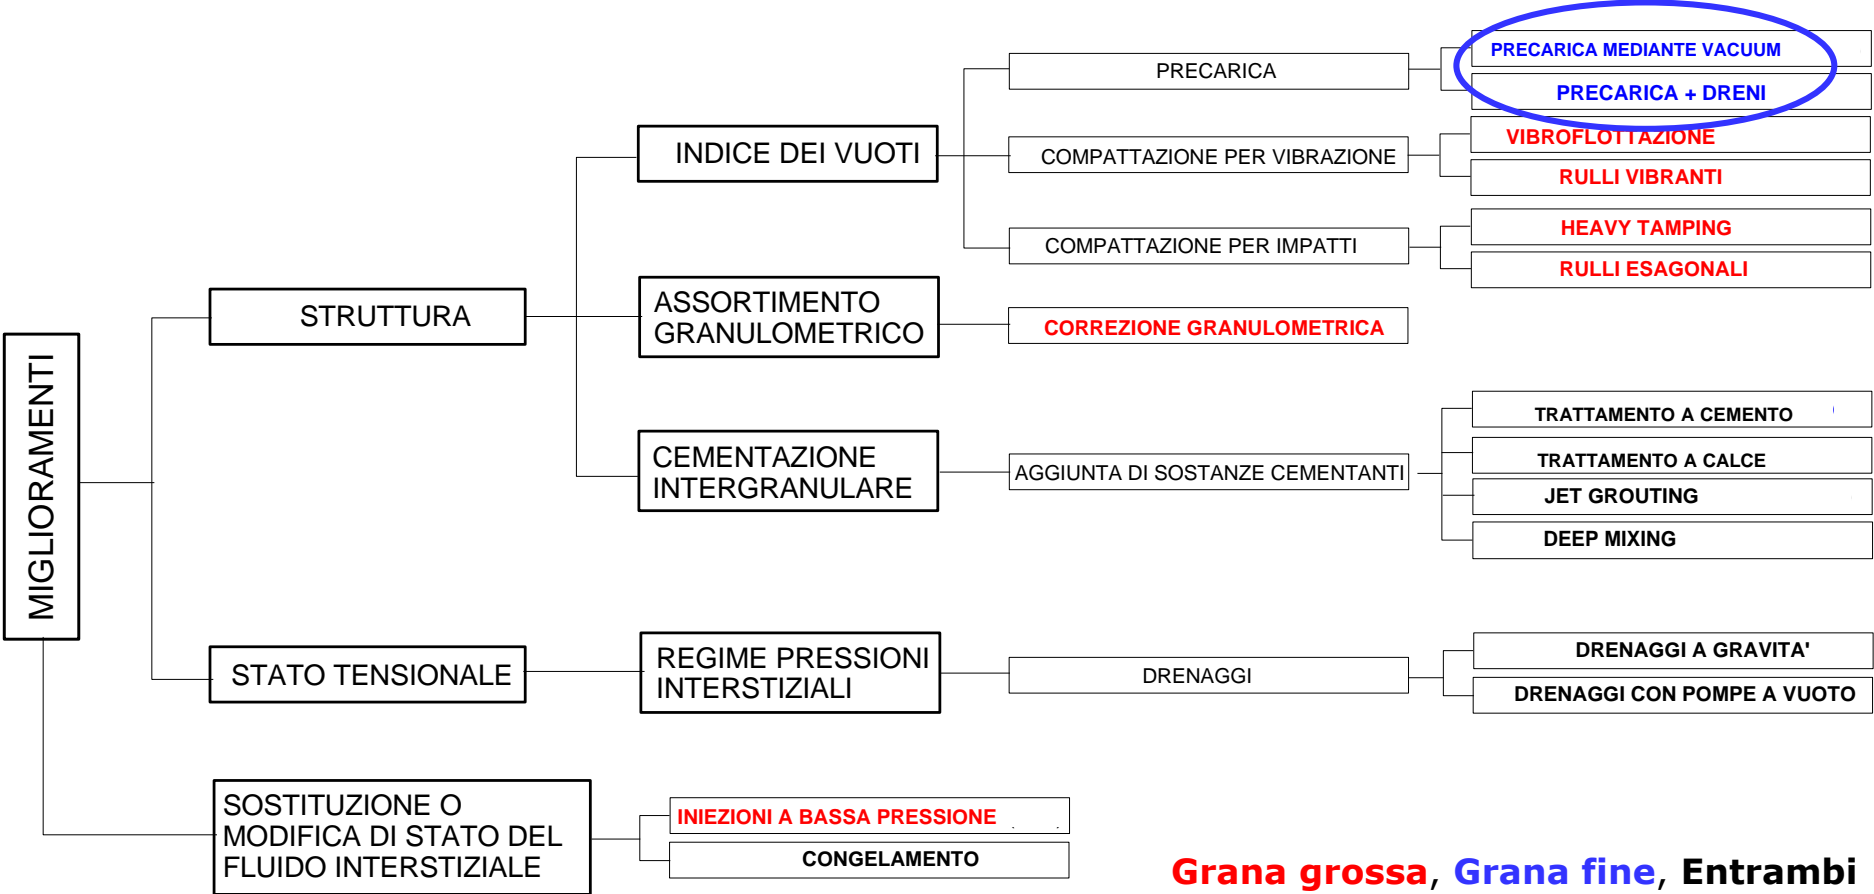 MIGLIORAMENTI
STRUTTURA
INDICE DEI VUOTI
PRECARICA
PRECARICA MEDIANTE VACUUM
PRECARICA + DRENI
COMPATTAZIONE PER VIBRAZIONE
VIBROFLOTTAZIONE
RULLI VIBRANTI
COMPATTAZIONE PER IMPATTI
HEAVY TAMPING
RULLI ESAGONALI
ASSORTIMENTO
GRANULOMETRICO
CORREZIONE GRANULOMETRICA
CEMENTAZIONE
INTERGRANULARE
AGGIUNTA DI SOSTANZE CEMENTANTI
TRATTAMENTO A CEMENTO
TRATTAMENTO A CALCE
JET GROUTING
DEEP MIXING
STATO TENSIONALE
REGIME PRESSIONI
INTERSTIZIALI
DRENAGGI
DRENAGGI A GRAVITA'
DRENAGGI CON POMPE A VUOTO
SOSTITUZIONE O
MODIFICA DI STATO DEL
FLUIDO INTERSTIZIALE
INIEZIONI A BASSA PRESSIONE
CONGELAMENTO
Grana grossa, Grana fine, Entrambi